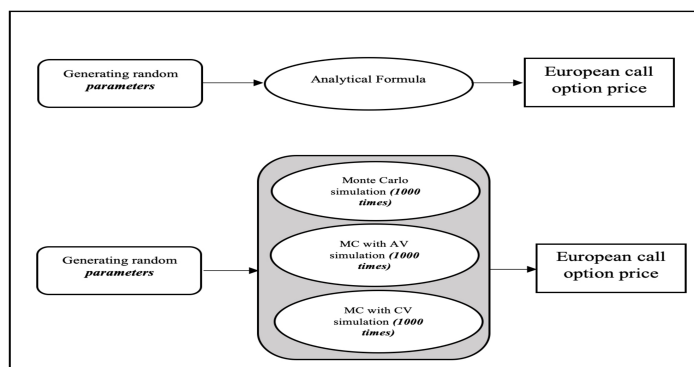 Generating random
parameters
Analytical Formula
European call
option price
Monte Carlo
simulation (1000
times)
MC with AV
simulation (1000
times)
MC with CV
simulation (1000
times)
Generating random
parameters
European call
option price